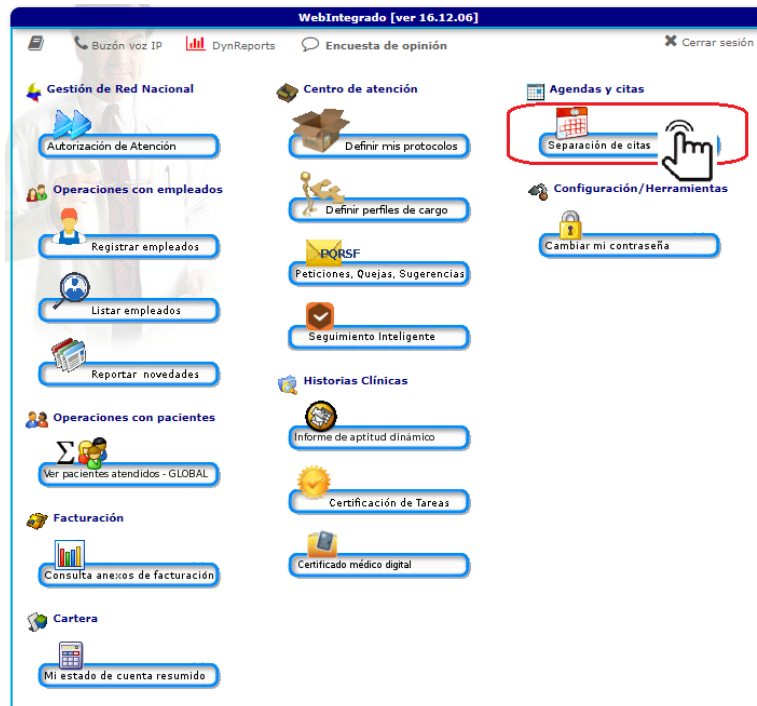 WebIntegrado [ver 16.12.06]
Buzón voz IP
DynReports
Encuesta de opinión
Cerrar sesión
Gestión de Red Nacional
Autorización de Atención
Operaciones con empleados
Registrar empleados
Listar empleados
Reportar novedades
Operaciones con pacientes
Σ
Ver pacientes atendidos - GLOBAL
Facturación
Consulta anexos de facturación
Cartera
Mi estado de cuenta resumido
Centro de atención
Definir mis protocolos
Definir perfiles de cargo
PQRSF
Peticiones, Quejas, Sugerencias
Seguimiento Inteligente
Historias Clínicas
Informe de aptitud dinámico
Certificación de Tareas
Certificado médico digital
Agendas y citas
Separación de citas
Configuración/Herramientas
Cambiar mi contraseña